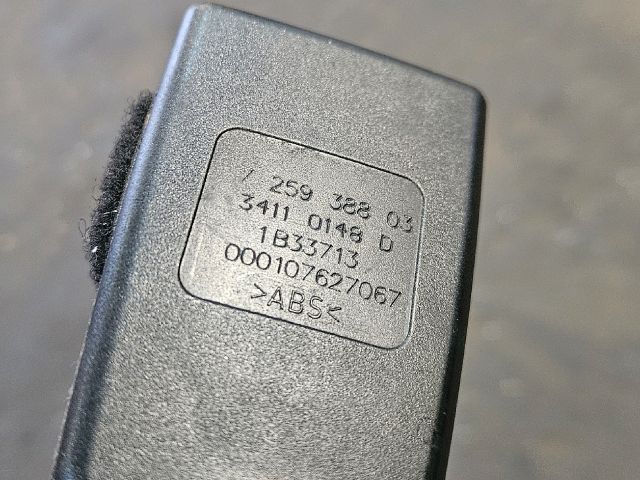 7 259 388 03
3411 0148 D
1B33713
000107627067
>ABS<